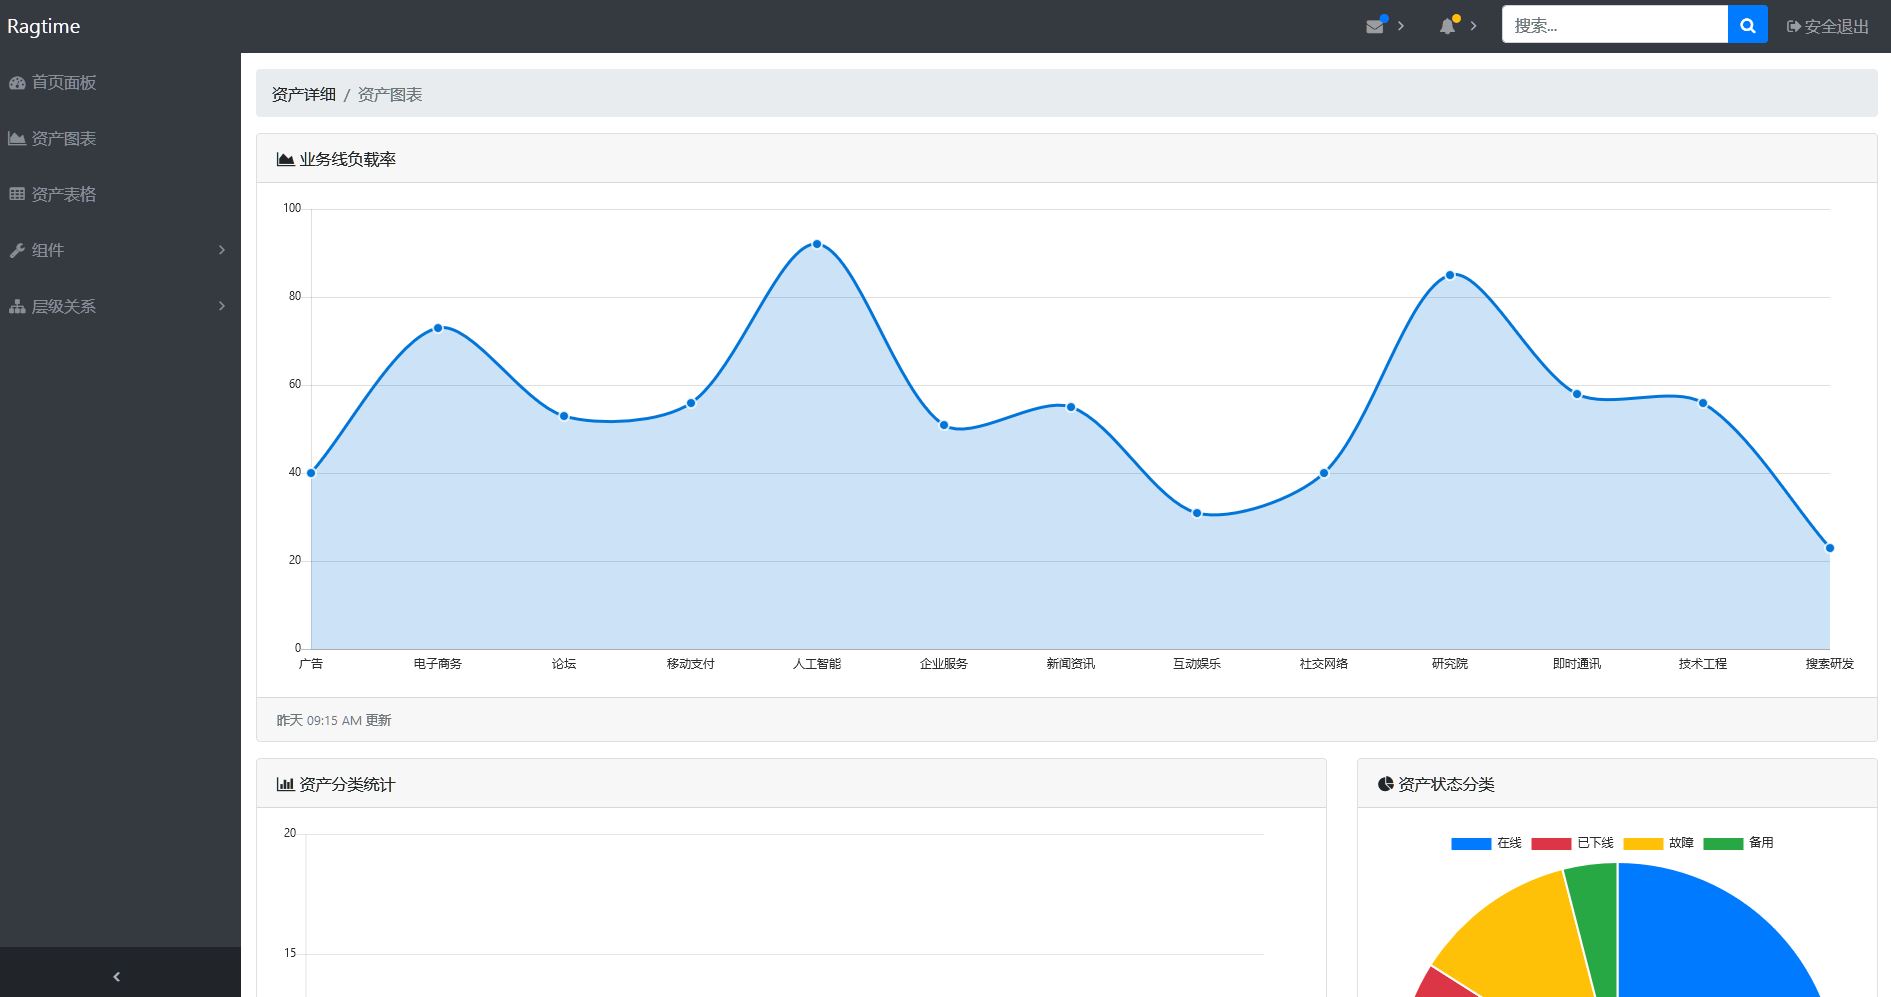 Ragtime
搜索...
安全退出
首页面板
资产图表
资产表格
组件
层级关系
资产详细 / 资产图表
业务线负载率
100
80
60
40
20
0
广告 电子商务 论坛 移动支付 人工智能 企业服务 新闻资讯 互动娱乐 社交网络 研究院 即时通讯 技术工程 搜索研发
昨天 09:15 AM 更新
资产分类统计
20
15
资产状态分类
在线 已下线 故障 备用